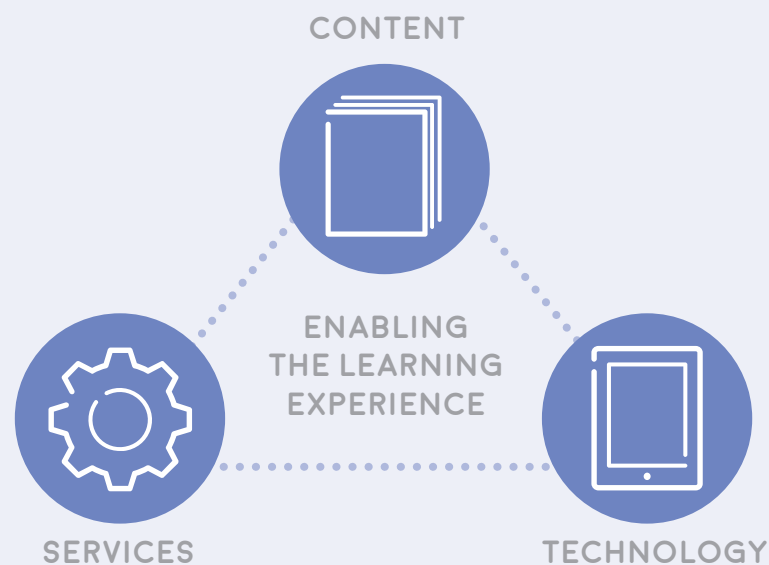 CONTENT
ENABLING
THE LEARNING
EXPERIENCE
SERVICES
TECHNOLOGY